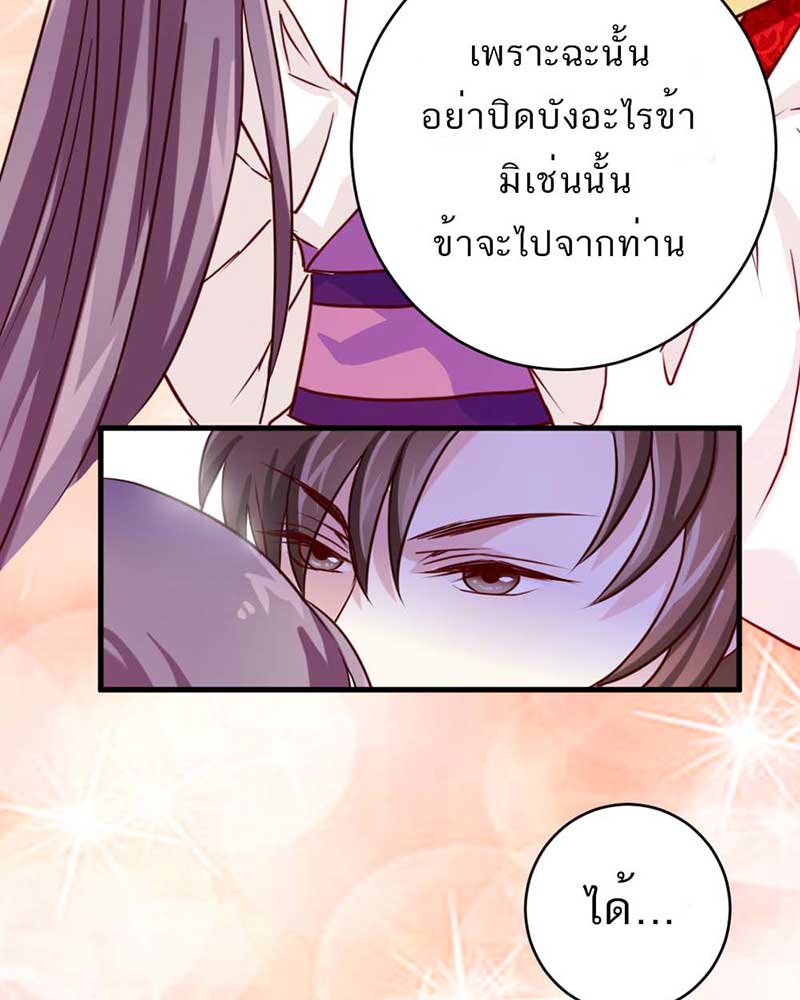 เพราะฉะนั้น
อย่าปิดบังอะไรข้า
มิเช่นนั้น
ข้าจะไปจากท่าน
ได้...